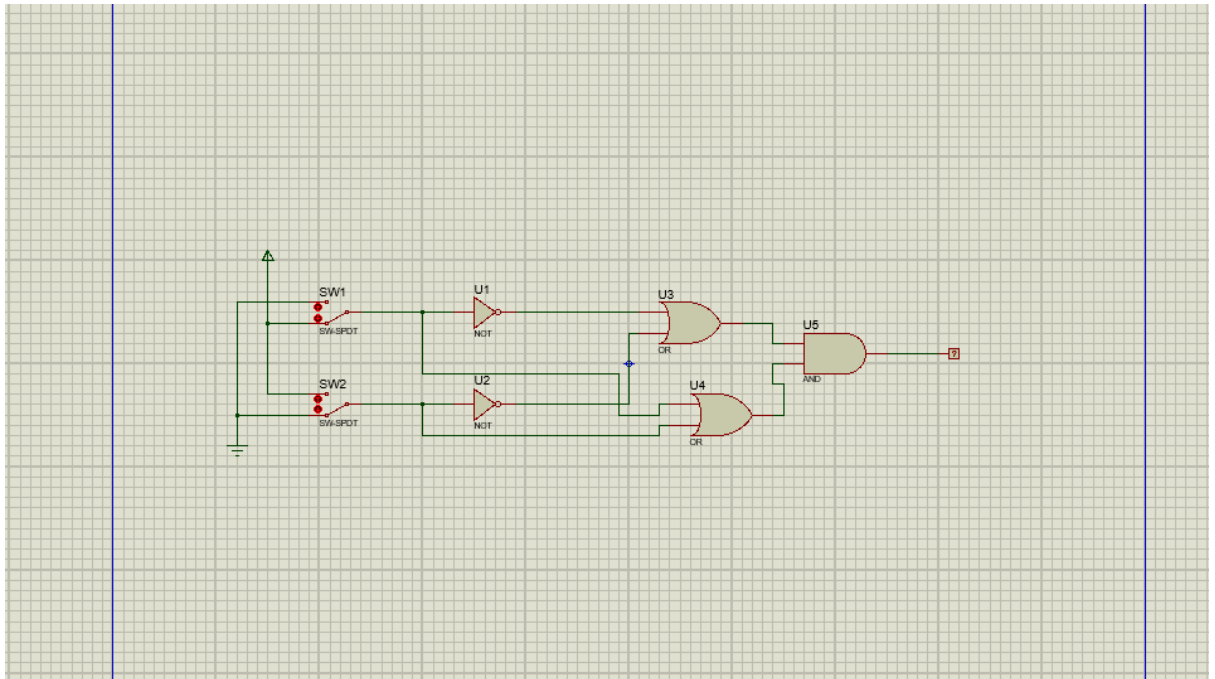 SW1
SW-SPDT
U1
NOT
U3
OR
U5
AND
?
SW2
SW-SPDT
U2
NOT
U4
OR